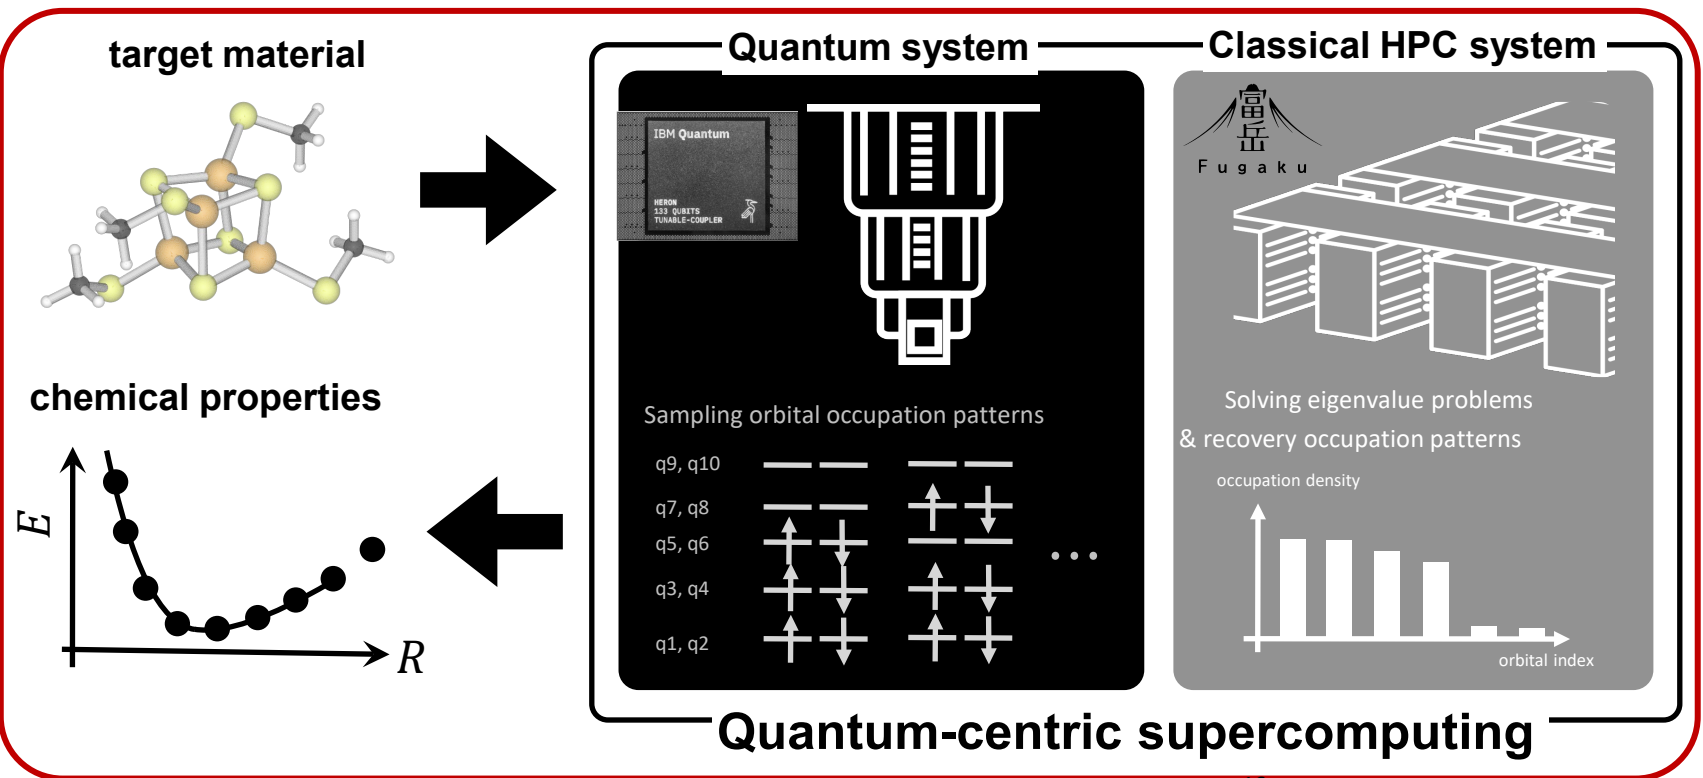 target material
Quantum system
Classical HPC system
IBM Quantum
HERON
133 QUBITS
TUNABLE-COUPLER
富
岳
Fugaku
chemical properties
E
R
Sampling orbital occupation patterns
q9, q10
q7, q8
q5, q6
q3, q4
q1, q2
...
Solving eigenvalue problems
& recovery occupation patterns
occupation density
orbital index
Quantum-centric supercomputing